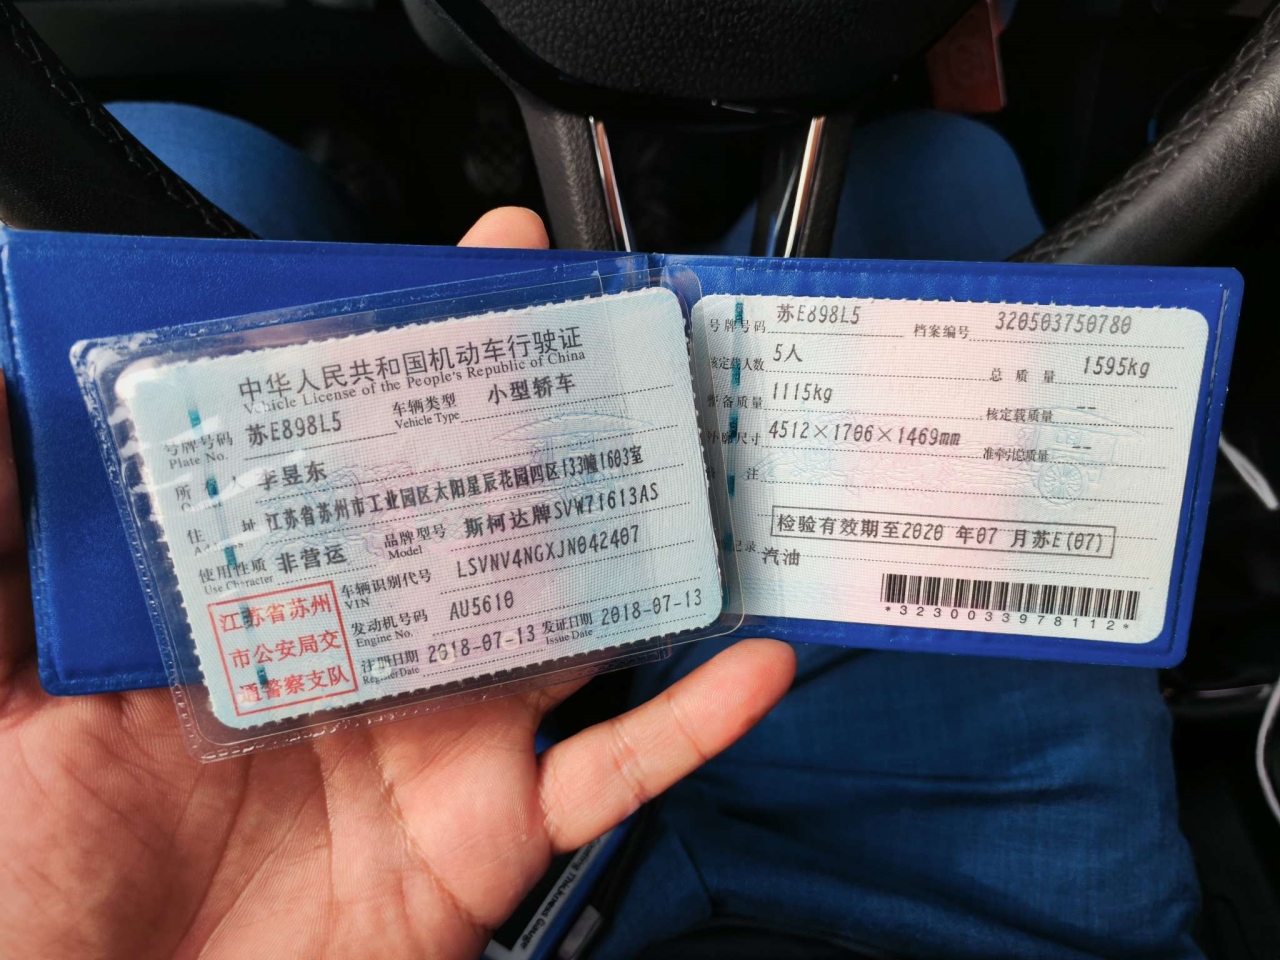 中华人民共和国机动车行驶证
Vehicle License of the People's Republic of China
号牌号码 苏E898L5 车辆类型 小型轿车
Plate No. Vehicle Type
所 人 李昱东
住 址 江苏省苏州市工业园区太阳星辰花园四区133幢1603室
使用性质 非营运 品牌型号 斯柯达牌SVW71613AS
Use Character Model
车辆识别代号 LSVNV4NGXJN042407
VIN
发动机号码 AU5610
Engine No.
注册日期 2018-07-13 发证日期 2018-07-13
Register Date Issue Date
江苏省苏州
市公安局交
通警察支队
号牌号码 苏E898L5 档案编号 320503750780
核定载人数 5人 总质量 1595kg
整备质量 1115kg 核定载质量 --
外廓尺寸 4512×1706×1469mm 准牵引总质量 --
注
检验有效期至2020 年07 月苏E(07)
记录 汽油
*3230033978112*
Coating Thickness Gauge